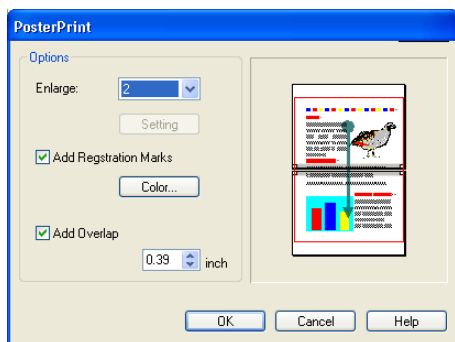 PosterPrint
Options
Enlarge: 2
Setting
Add Regstration Marks
Color...
Add Overlap
0.39 inch
OK Cancel Help